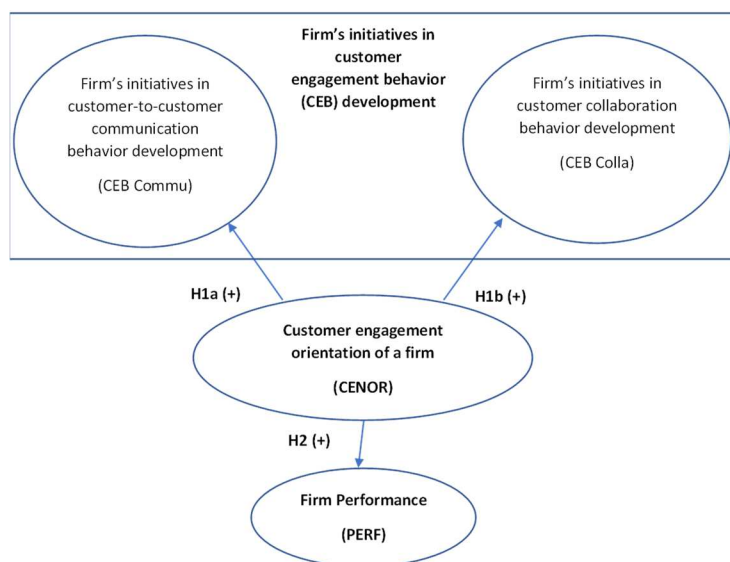 Firm's initiatives in
customer
engagement behavior
(CEB) development
Firm's initiatives in
customer-to-customer
communication
behavior development
(CEB Commu)
Firm's initiatives in
customer collaboration
behavior development
(CEB Colla)
H1a (+)
H1b (+)
Customer engagement
orientation of a firm
(CENOR)
H2 (+)
Firm Performance
(PERF)